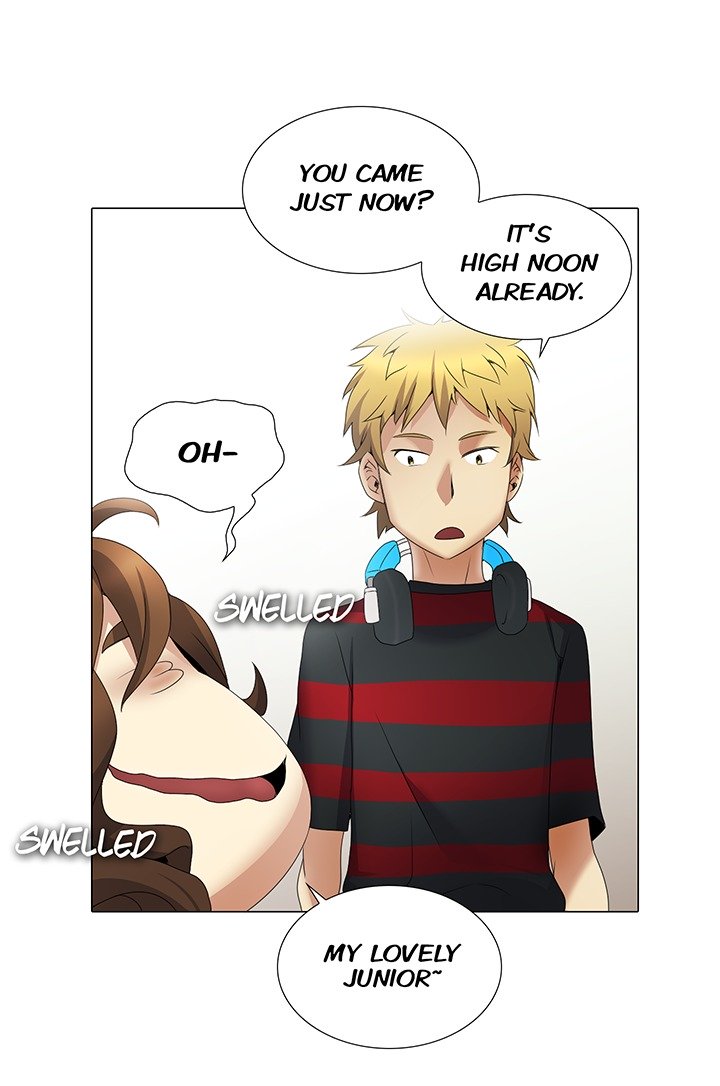 YOU CAME
JUST NOW?
IT'S
HIGH NOON
ALREADY.
OH-
SWELLED
SWELLED
MY LOVELY
JUNIOR~